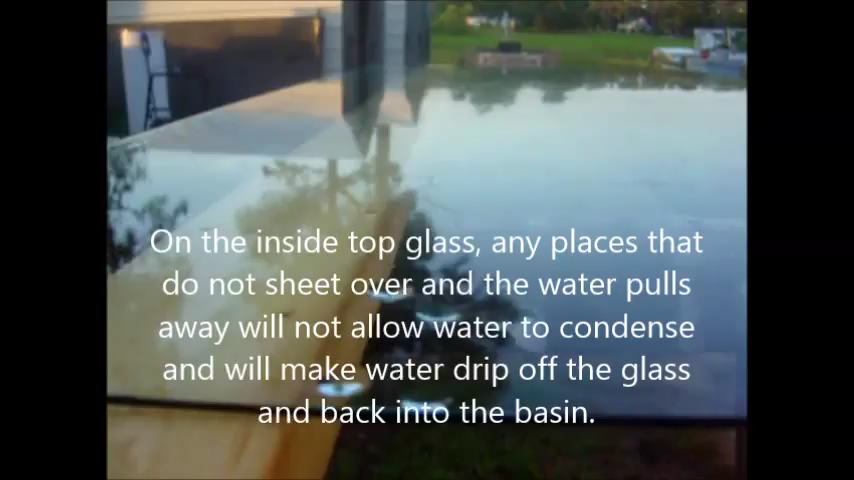 On the inside top glass, any places that
do not sheet over and the water pulls
away will not allow water to condense
and will make water drip off the glass
and back into the basin.